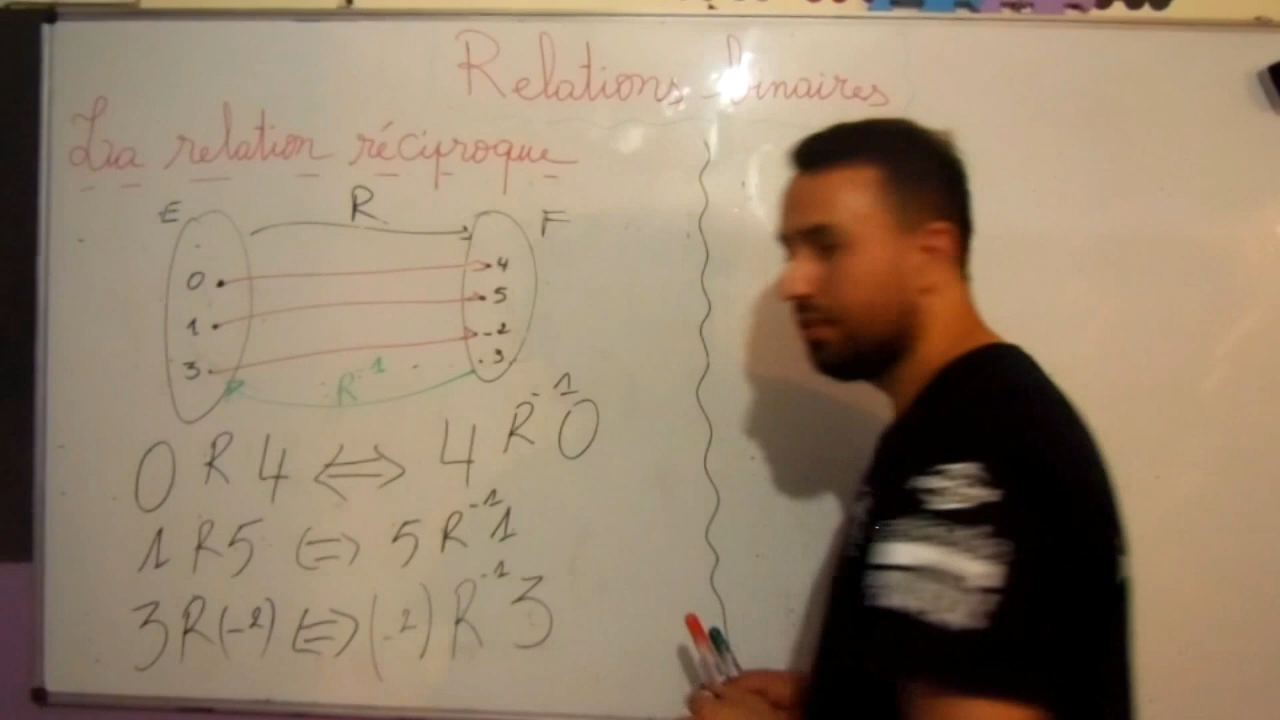 Relations binaires
La relation réciproque
E R F
0 4
1 5
3 -2
3
R⁻¹
0 R 4 ⇔ 4 R⁻¹ 0
1 R 5 ⇔ 5 R⁻¹ 1
3 R (-2) ⇔ (-2) R⁻¹ 3